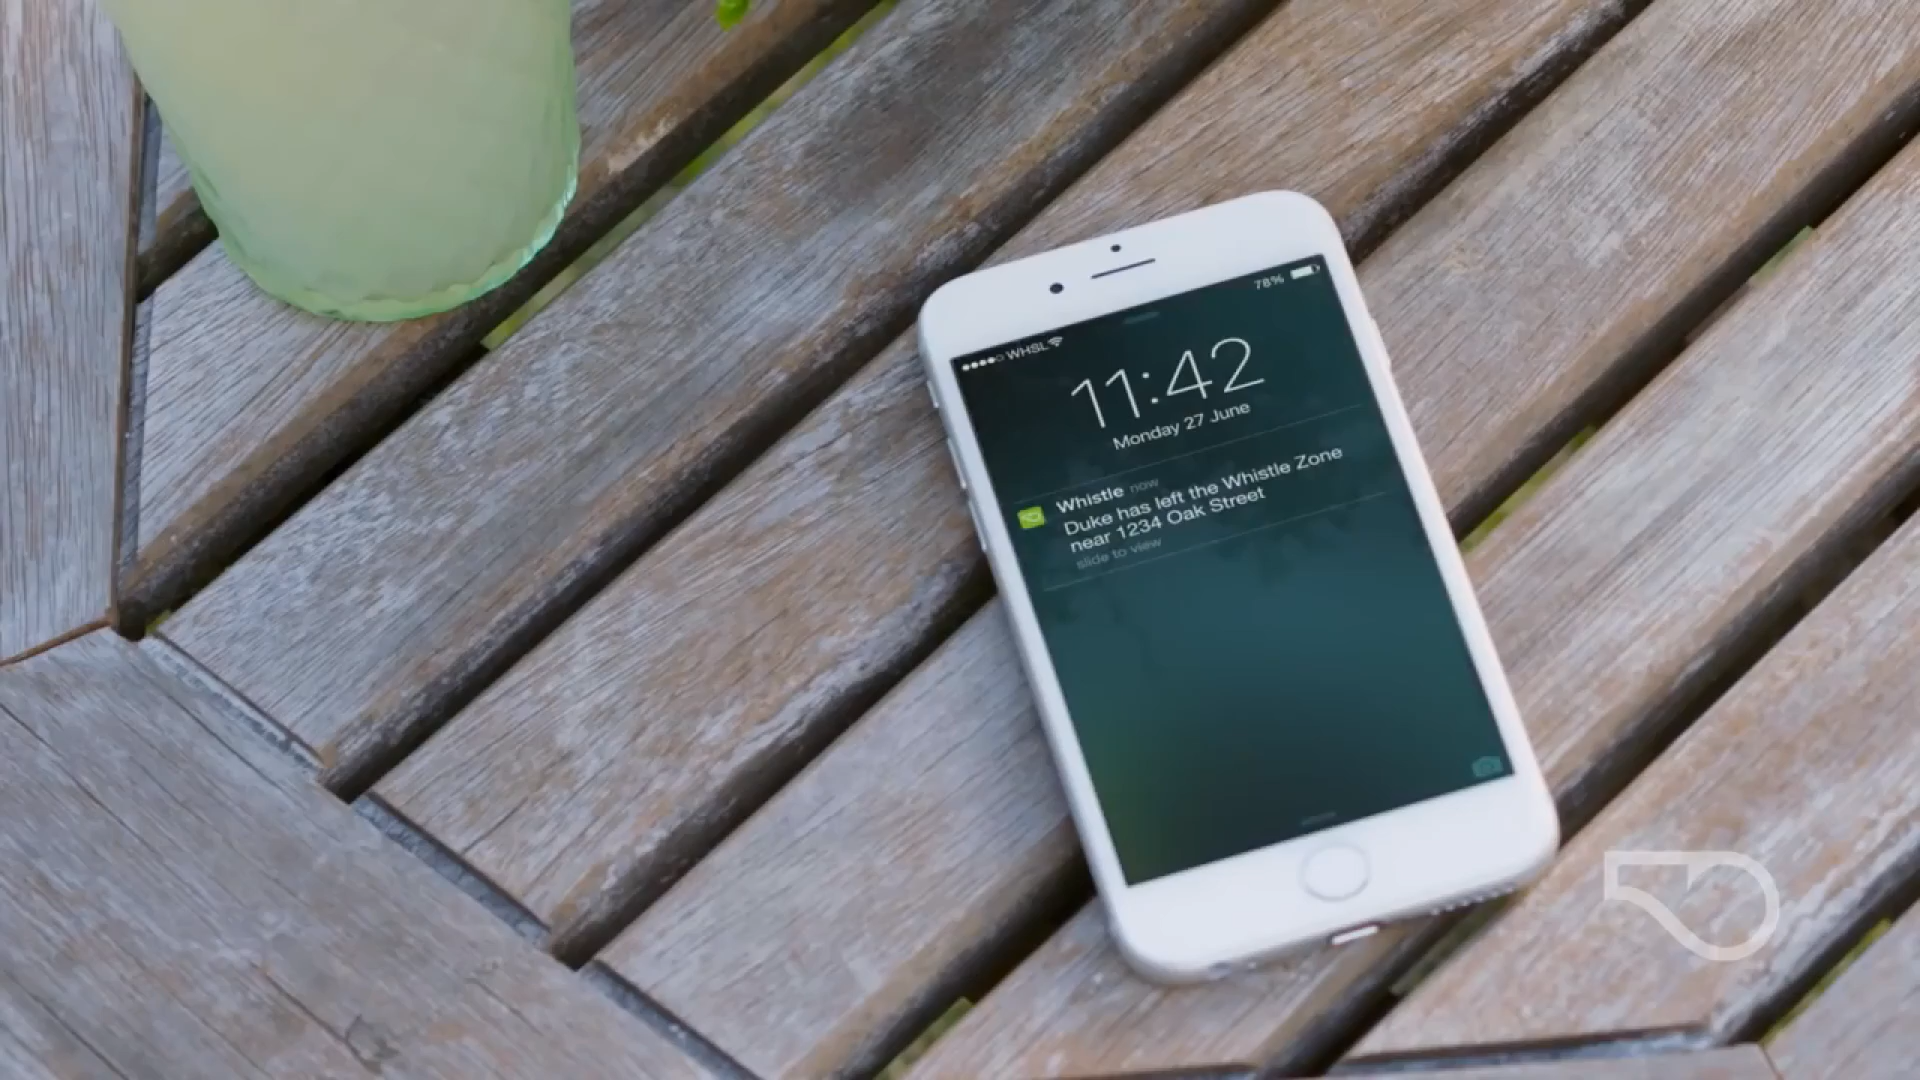 WHSL 78%
11:42
Monday 27 June
Whistle now
Duke has left the Whistle Zone
near 1234 Oak Street
slide to view